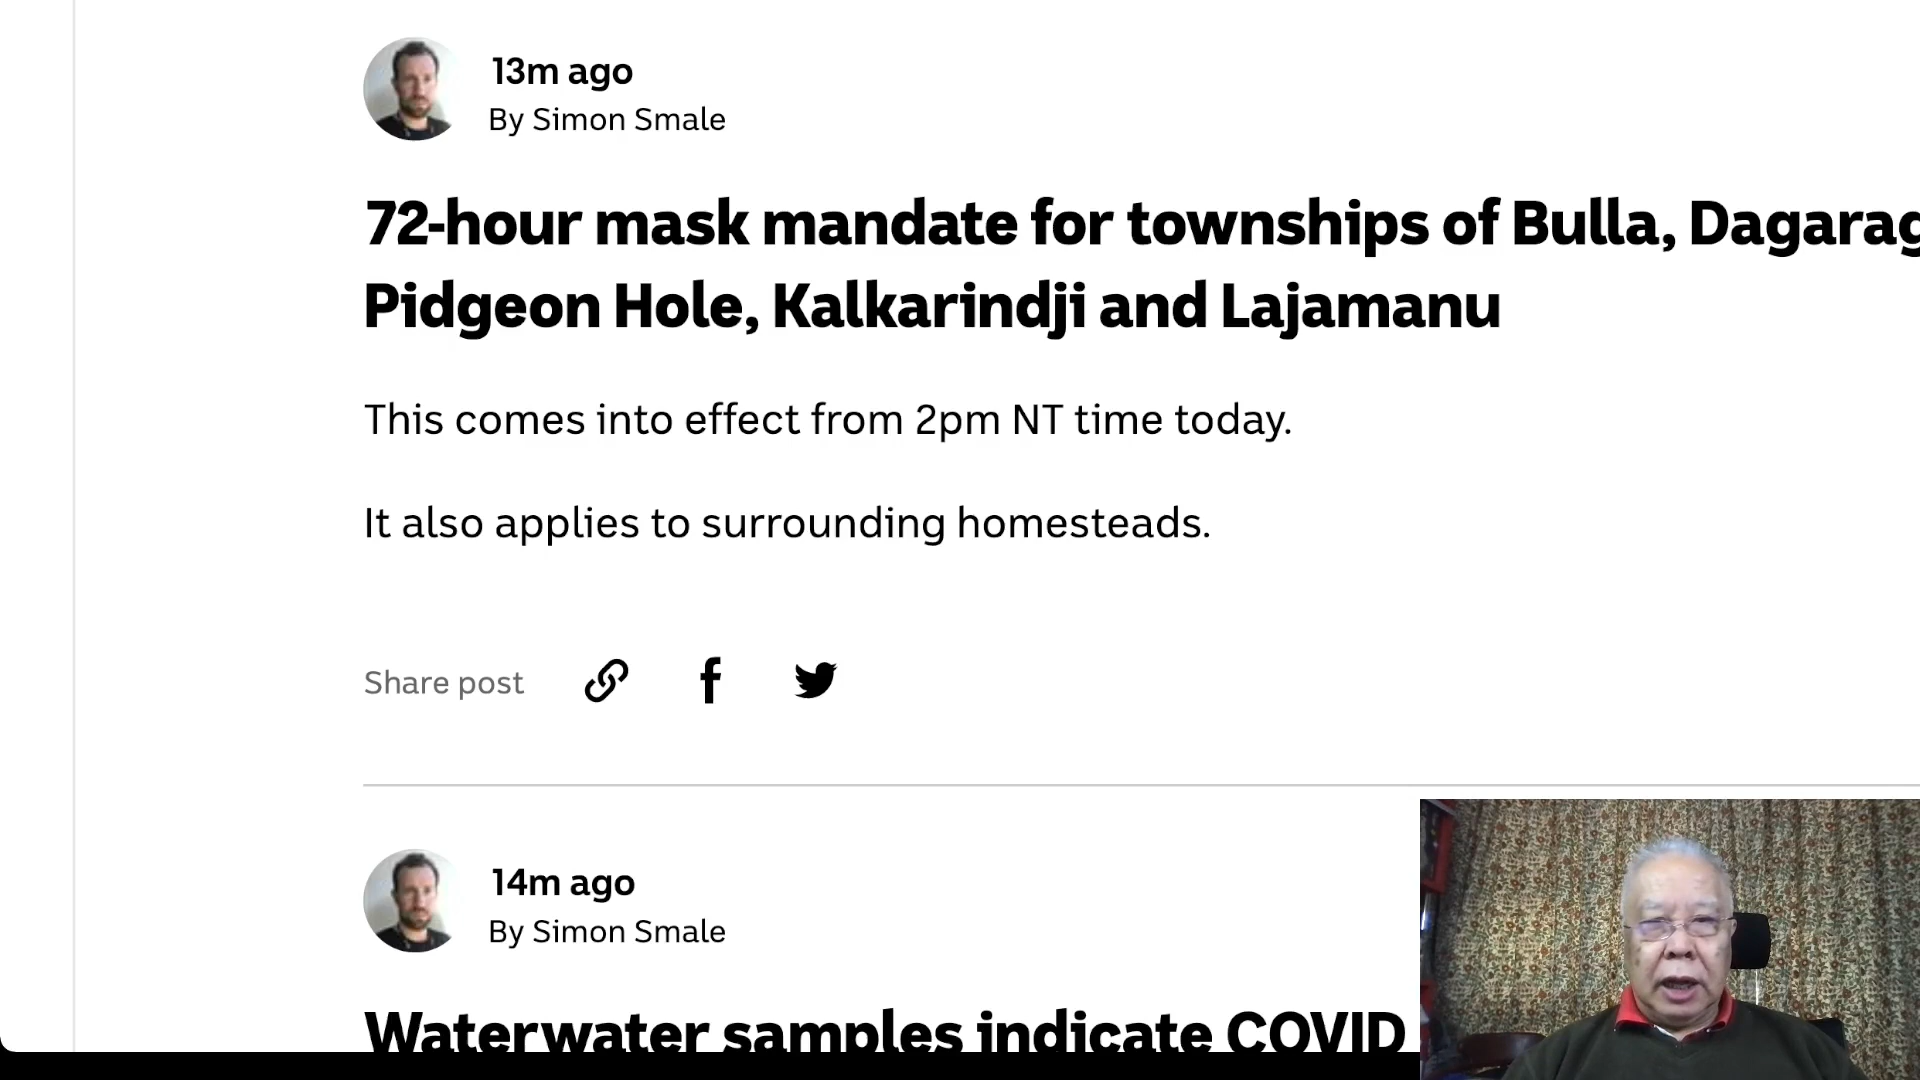 13m ago
By Simon Smale
72-hour mask mandate for townships of Bulla,
Pidgeon Hole, Kalkarindji and Lajamanu
This comes into effect from 2pm NT time today.
It also applies to surrounding homesteads.
Share post
14m ago
By Simon Smale
Waterwater samples indicate COVID